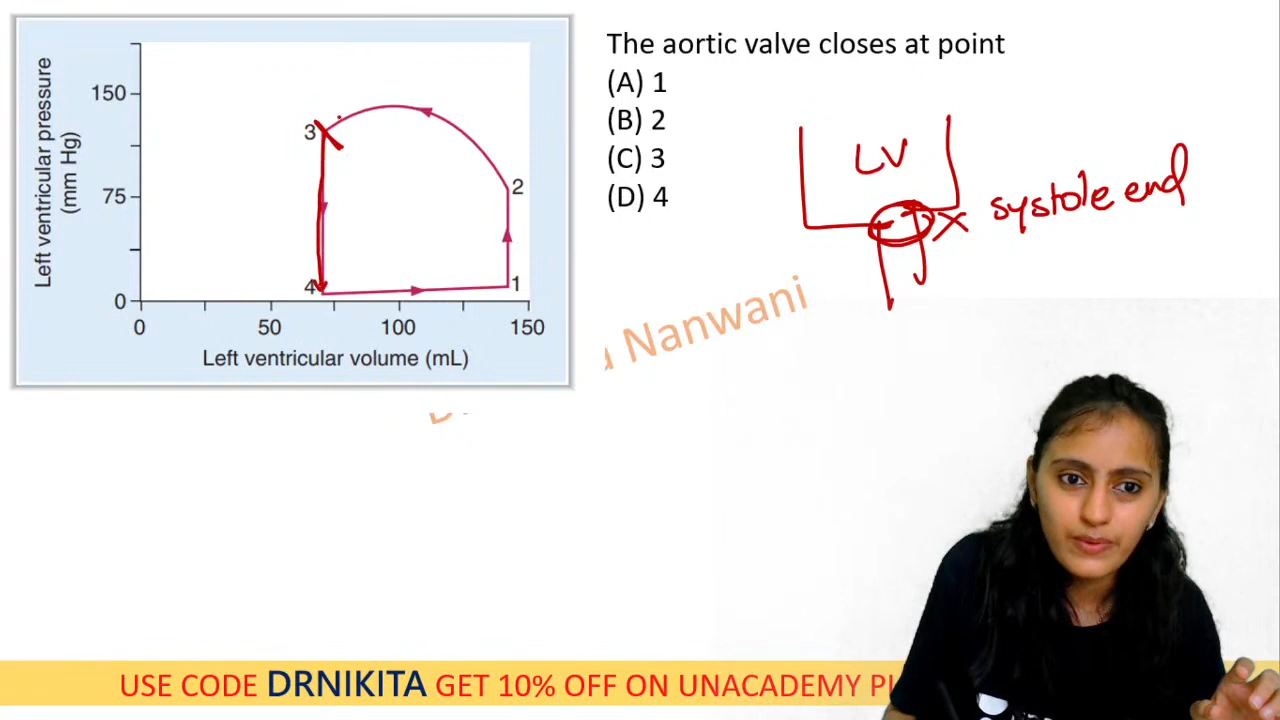 Left ventricular pressure
(mm Hg)
150
75
0
3
2
4
1
0
50
100
150
Left ventricular volume (mL)
The aortic valve closes at point
(A) 1
(B) 2
(C) 3
(D) 4
LV
systole end
Nanwani
USE CODE DRNIKITA GET 10% OFF ON UNACADEMY